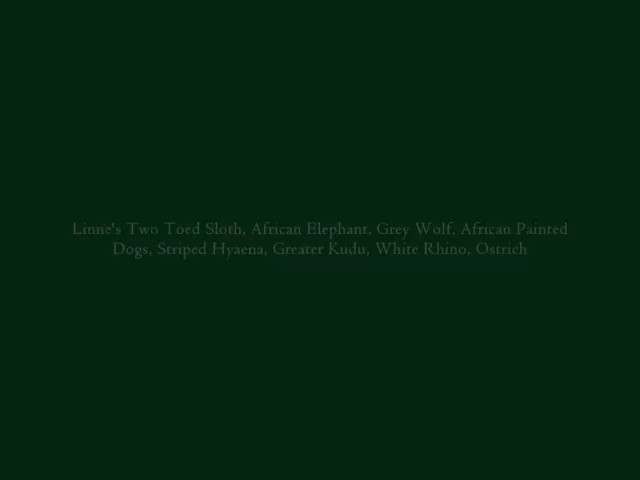 Linne's Two Toed Sloth, African Elephant, Grey Wolf, African Painted
Dogs, Striped Hyaena, Greater Kudu, White Rhino, Ostrich